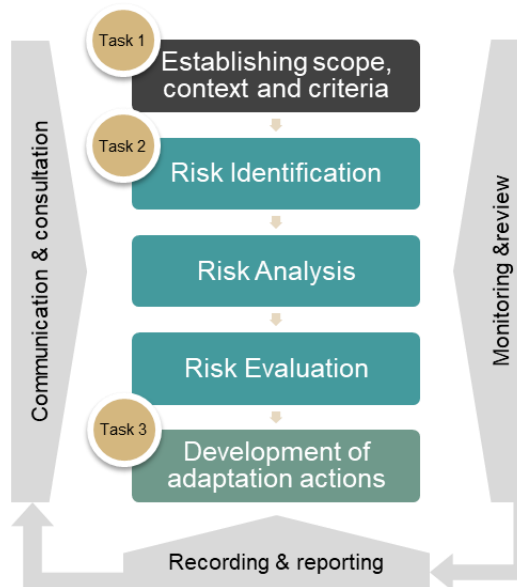 Task 1
Establishing scope,
context and criteria
Task 2
Risk Identification
Risk Analysis
Risk Evaluation
Task 3
Development of
adaptation actions
Communication & consultation
Monitoring &review
Recording & reporting